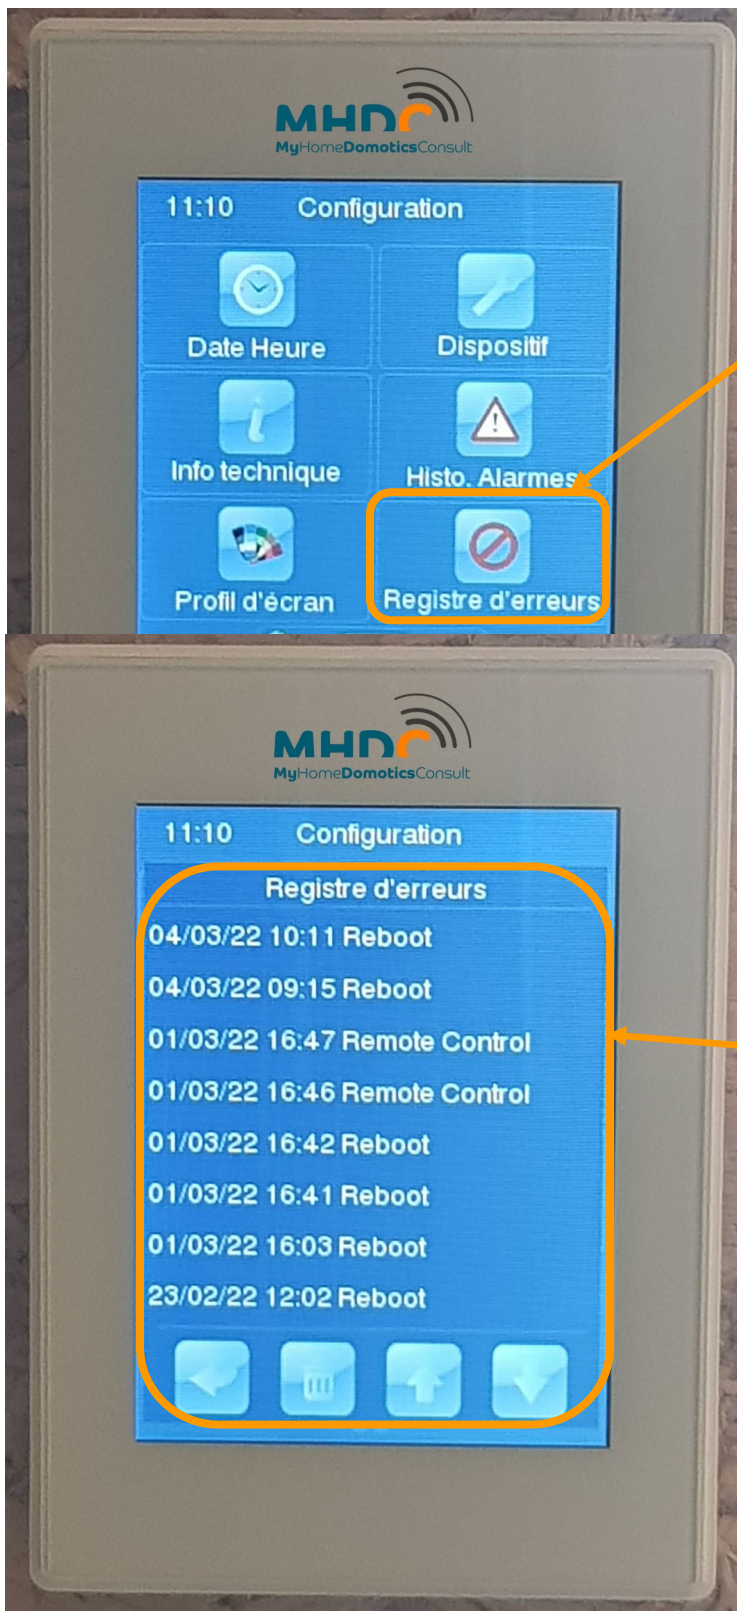 MHDC
MyHomeDomoticsConsult
11:10 Configuration
Date Heure Dispositif
Info technique Histo. Alarmes
Profil d'écran Registre d'erreurs
MHDC
MyHomeDomoticsConsult
11:10 Configuration
Registre d'erreurs
04/03/22 10:11 Reboot
04/03/22 09:15 Reboot
01/03/22 16:47 Remote Control
01/03/22 16:46 Remote Control
01/03/22 16:42 Reboot
01/03/22 16:41 Reboot
01/03/22 16:03 Reboot
23/02/22 12:02 Reboot